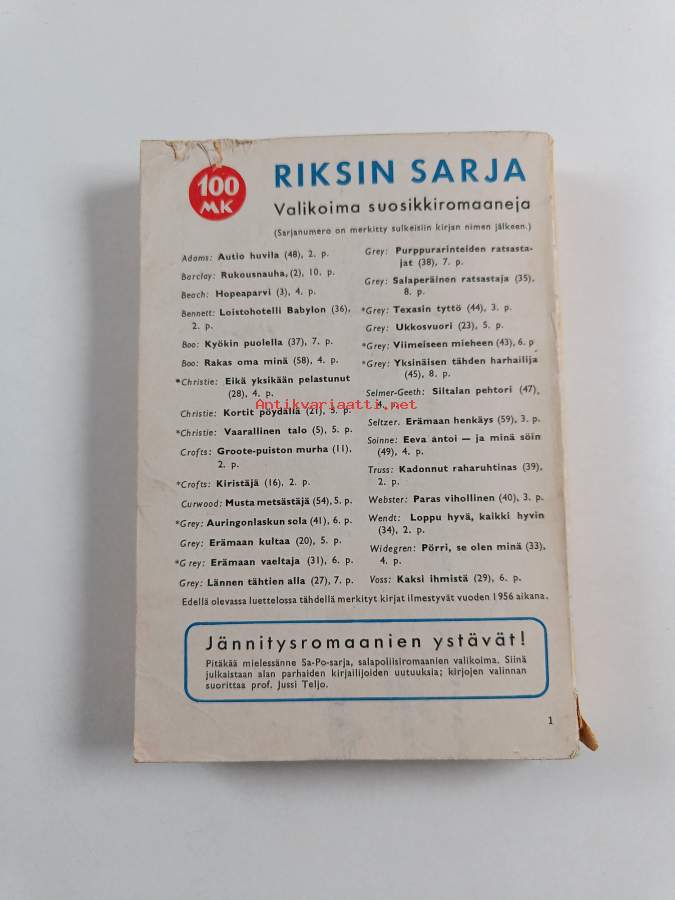 100
MK
RIKSIN SARJA
Valikoima suosikkiromaaneja
(Sarjanumero on merkitty sulkeisiin kirjan nimen jälkeen.)
Adams: Autio huvila (48), 2. p.
Barclay: Rukousnauha, (2), 10. p.
Beach: Hopeaparvi (3), 4. p.
Bennett: Loistohotelli Babylon (36),
2. p.
Boo: Kyökin puolella (37), 7. p.
Boo: Rakas oma minä (58), 4. p.
*Christie: Eikä yksikään pelastunut
(28), 4. p.
Christie: Kortit pöydällä (21), 3. p.
*Christie: Vaarallinen talo (5), 5. p.
Crofts: Groote-puiston murha (11),
2. p.
*Crofts: Kiristäjä (16), 2. p.
Curwood: Musta metsästäjä (54), 5. p.
*Grey: Auringonlaskun sola (41), 6. p.
Grey: Erämaan kultaa (20), 5. p.
*Grey: Erämaan vaeltaja (31), 6. p.
Grey: Lännen tähtien alla (27), 7. p.
Grey: Purppurarinteiden ratsasta-
jat (38), 7. p.
Grey: Salaperäinen ratsastaja (35),
8. p.
*Grey: Texasin tyttö (44), 3. p.
Grey: Ukkosvuori (23), 5. p.
*Grey: Viimeiseen mieheen (43), 6. p
*Grey: Yksinäisen tähden harhailija
(45), 8. p.
Selmer-Geeth: Siltalan pehtori (47),
4.
Seltzer. Erämaan henkäys (59), 3. p.
Soinne: Eeva antoi — ja minä söin
(49), 4. p.
Truss: Kadonnut raharuhtinas (39),
2. p.
Webster: Paras vihollinen (40), 3. p.
Wendt: Loppu hyvä, kaikki hyvin
(34), 2. p.
Widegren: Pörri, se olen minä (33),
4. p.
Voss: Kaksi ihmistä (29), 6. p.
Edellä olevassa luettelossa tähdellä merkityt kirjat ilmestyvät vuoden 1956 aikana.
Antikvariaatti.net
Jännitysromaanien ystävät!
Pitäkää mielessänne Sa-Po-sarja, salapoliisiromaanien valikoima. Siinä
julkaistaan alan parhaiden kirjailijoiden uutuuksia; kirjojen valinnan
suorittaa prof. Jussi Teljo.
1